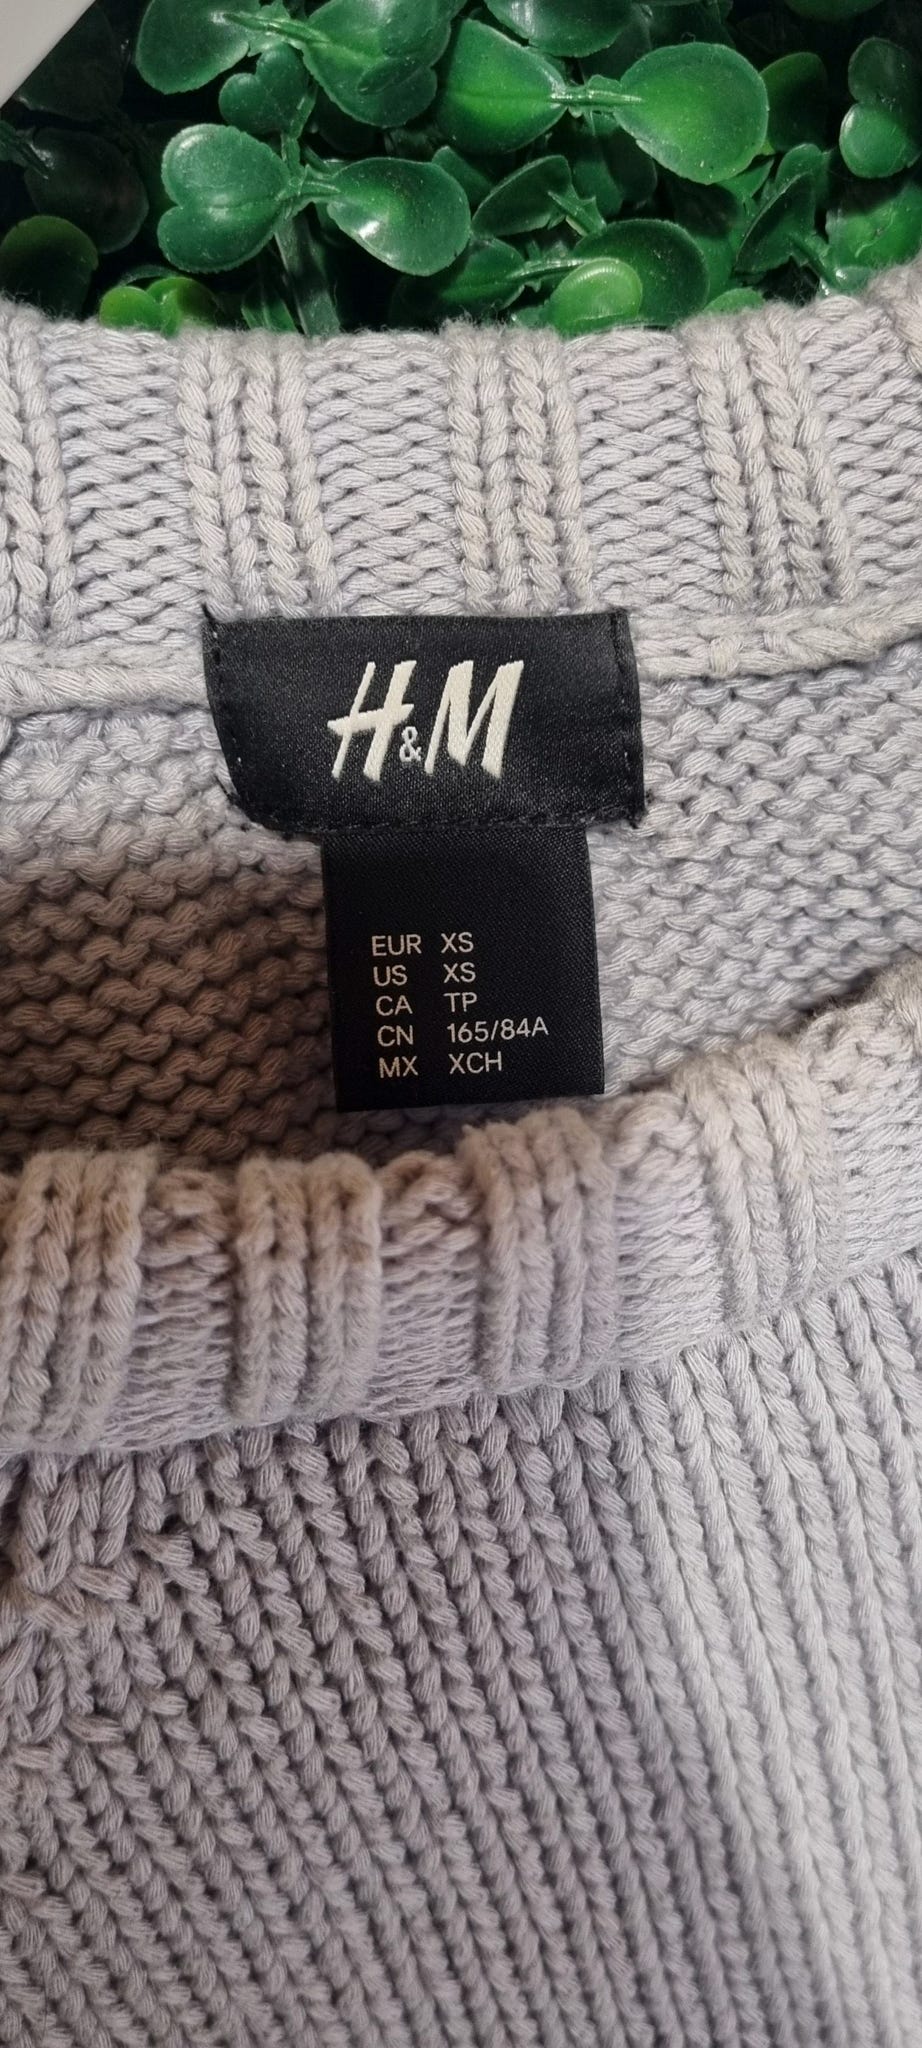 H&M
EUR XS
US XS
CA TP
CN 165/84A
MX XCH